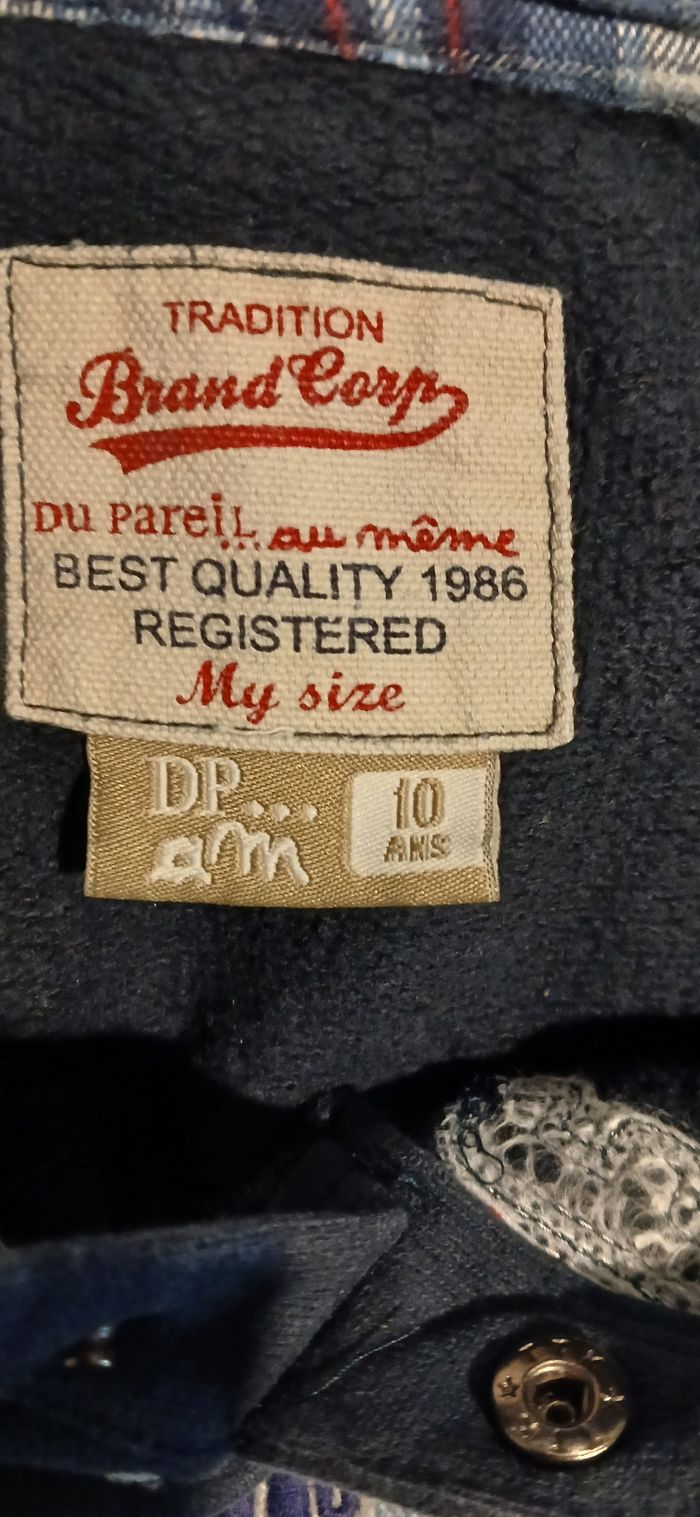 TRADITION
Brand Corp
DU PareiL
...au même
BEST QUALITY 1986
REGISTERED
My size
DP...
am
10
ANS